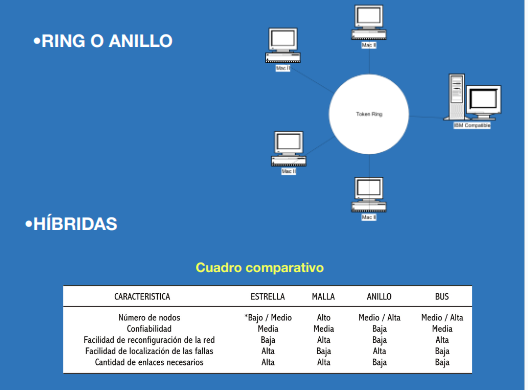 •RING O ANILLO
Mac II
Mac II
Token Ring
IBM Compatible
Mac II
Mac II
•HÍBRIDAS
Cuadro comparativo
CARACTERISTICA ESTRELLA MALLA ANILLO BUS
Número de nodos *Bajo / Medio Alto Medio / Alta Medio / Alta
Confiabilidad Media Media Baja Media
Facilidad de reconfiguración de la red Baja Alta Baja Alta
Facilidad de localización de las fallas Alta Baja Alta Baja
Cantidad de enlaces necesarios Alta Alta Baja Baja